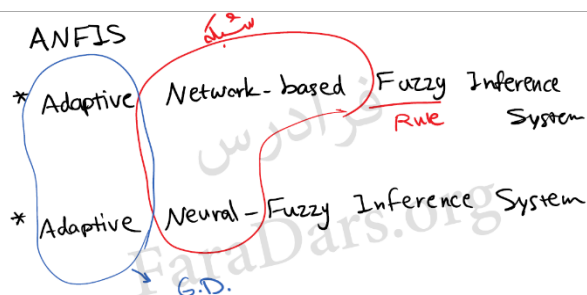 ANFIS
شبکه
* Adaptive Network-based Fuzzy Inference
Rule System
* Adaptive Neural-Fuzzy Inference System
G.D.
فرادرس
FaraDars.org